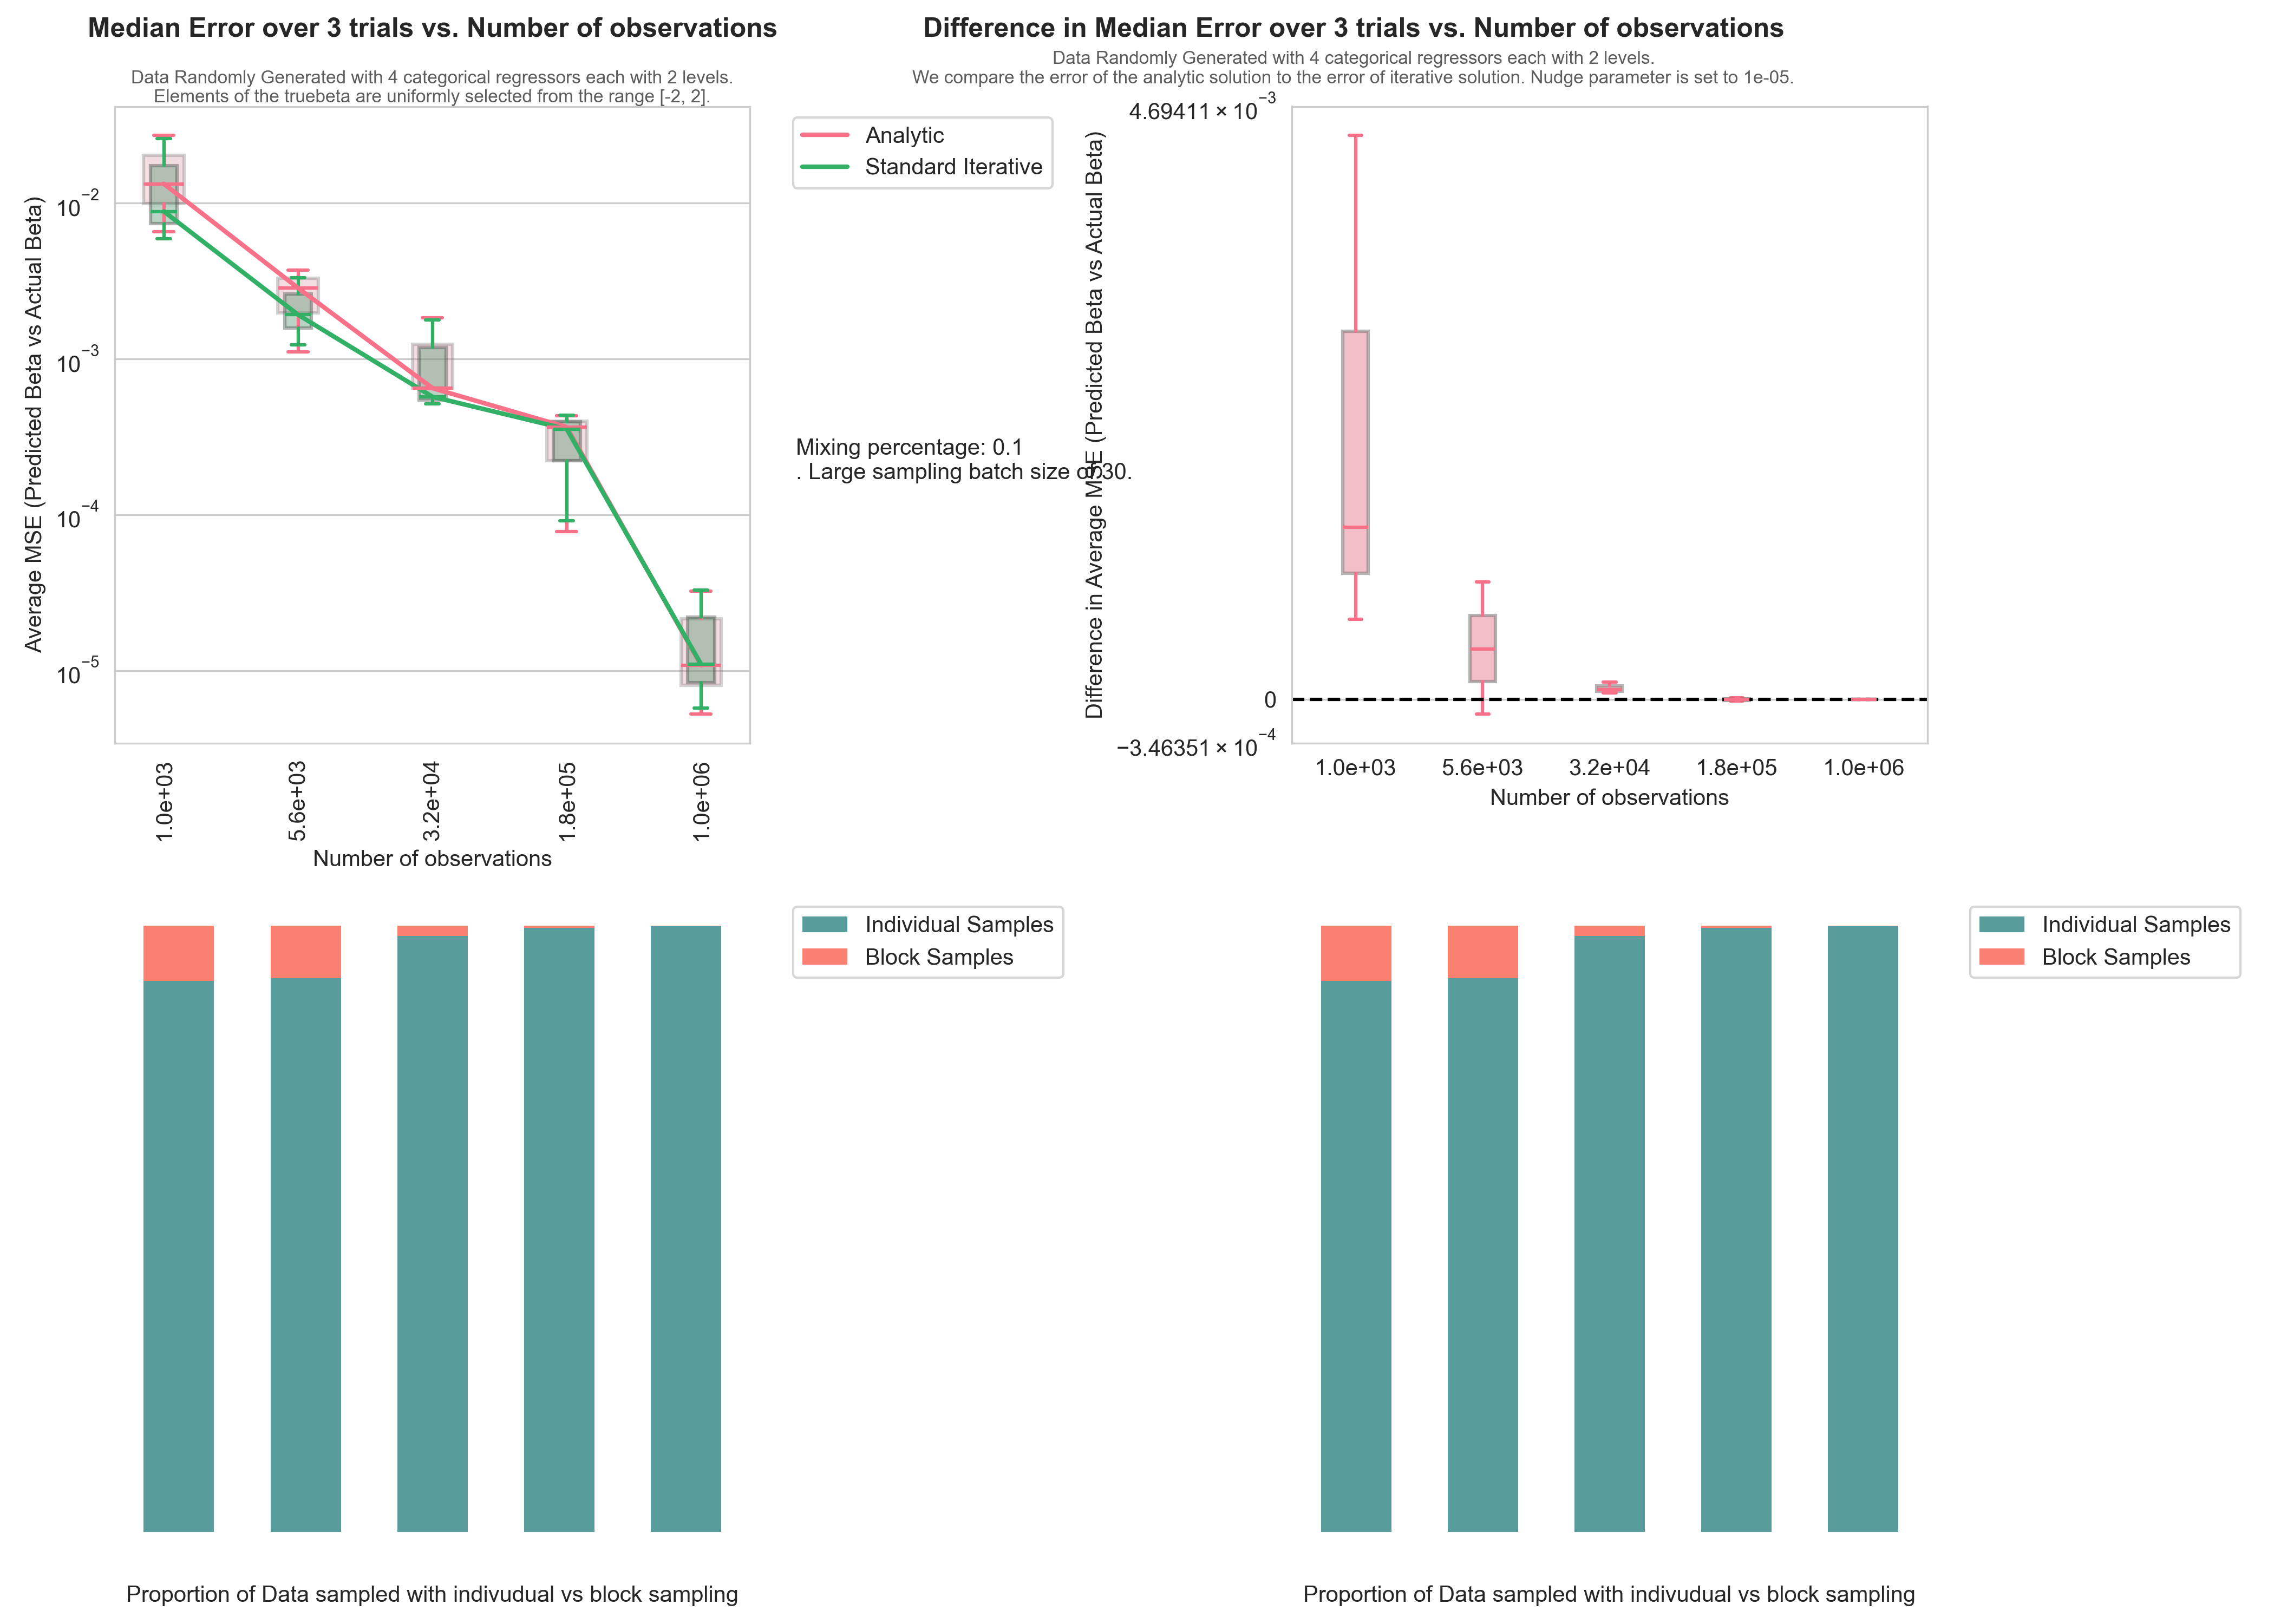 Median Error over 3 trials vs. Number of observations
Data Randomly Generated with 4 categorical regressors each with 2 levels.
Elements of the truebeta are uniformly selected from the range [-2, 2].
Average MSE (Predicted Beta vs Actual Beta)
10⁻²
10⁻³
10⁻⁴
10⁻⁵
1.0e+03
5.6e+03
3.2e+04
1.8e+05
1.0e+06
Number of observations
Analytic
Standard Iterative
Mixing percentage: 0.1
. Large sampling batch size of 30.
Difference in Median Error over 3 trials vs. Number of observations
Data Randomly Generated with 4 categorical regressors each with 2 levels.
We compare the error of the analytic solution to the error of iterative solution. Nudge parameter is set to 1e-05.
Difference in Average MSE (Predicted Beta vs Actual Beta)
4.69411 × 10⁻³
0
−3.46351 × 10⁻⁴
1.0e+03 5.6e+03 3.2e+04 1.8e+05 1.0e+06
Number of observations
Individual Samples
Block Samples
Proportion of Data sampled with indivudual vs block sampling
Individual Samples
Block Samples
Proportion of Data sampled with indivudual vs block sampling